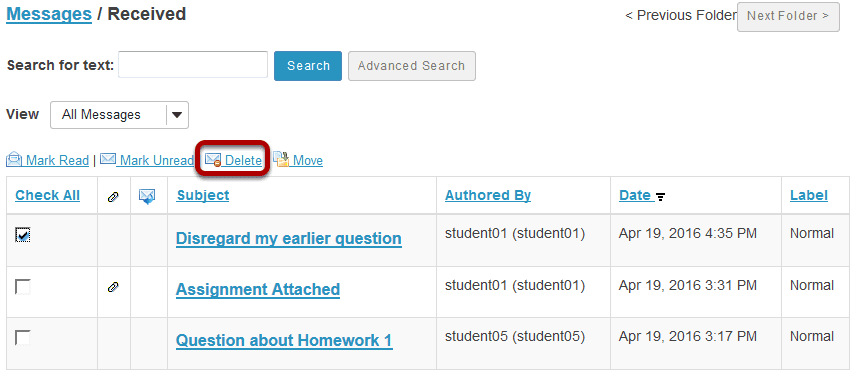 Messages / Received
< Previous Folder Next Folder >
Search for text: Search Advanced Search
View All Messages
Mark Read | Mark Unread Delete Move
Check All Subject Authored By Date Label
Disregard my earlier question student01 (student01) Apr 19, 2016 4:35 PM Normal
Assignment Attached student01 (student01) Apr 19, 2016 3:31 PM Normal
Question about Homework 1 student05 (student05) Apr 19, 2016 3:17 PM Normal